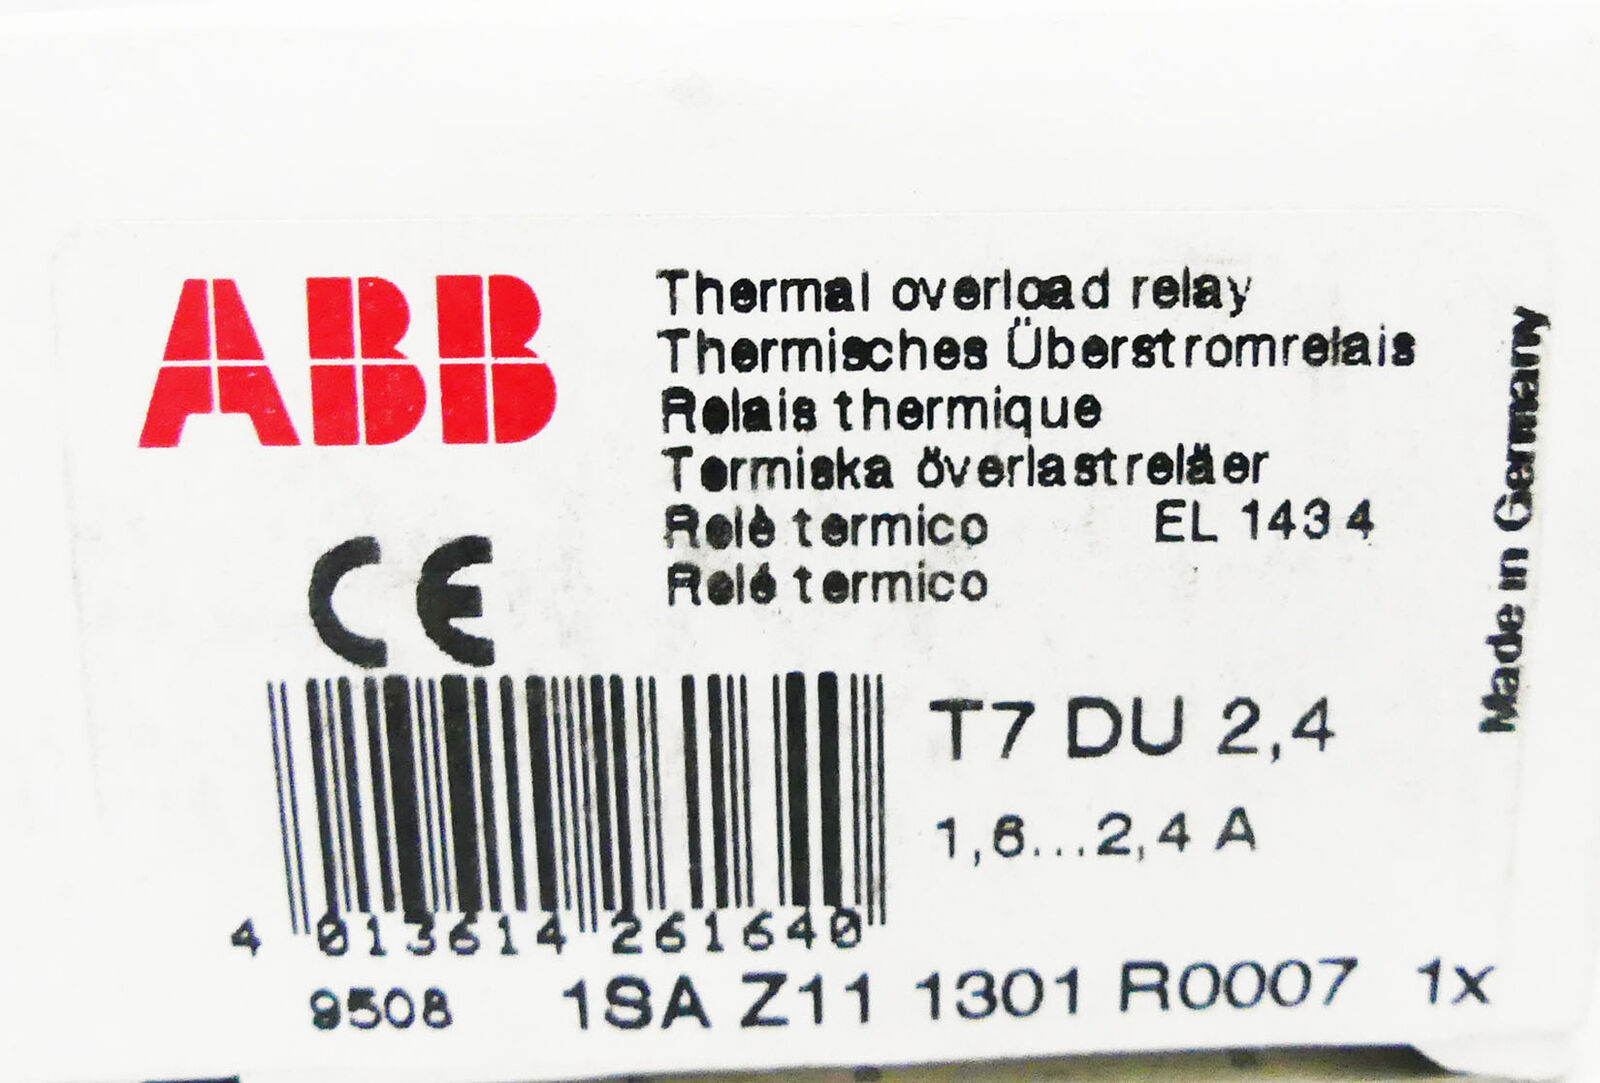 ABB
Thermal overload relay
Thermisches Überstromrelais
Relais thermique
Termiska överlastreläer
Relè termico EL 1434
Relé termico
CE
Made in Germany
T7 DU 2,4
1,6...2,4 A
4 013614 261640
9508 1SA Z11 1301 R0007 1x